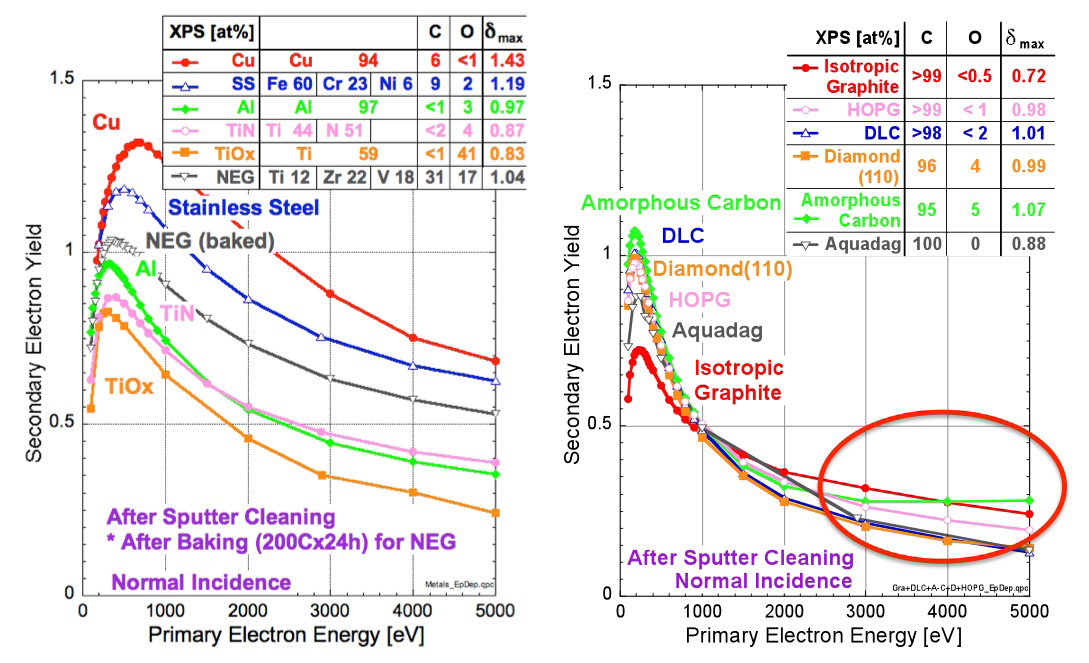 XPS [at%] C O δmax
Cu Cu 94 6 <1 1.43
SS Fe 60 Cr 23 Ni 6 9 2 1.19
Al Al 97 <1 3 0.97
TiN Ti 44 N 51 <2 4 0.87
TiOx Ti 59 <1 41 0.83
NEG Ti 12 Zr 22 V 18 31 17 1.04
1.5
1
0.5
0
Secondary Electron Yield
Cu
Stainless Steel
NEG (baked)
Al
TiN
TiOx
After Sputter Cleaning
* After Baking (200Cx24h) for NEG
Normal Incidence
Metals_EpDep.qpc
0 1000 2000 3000 4000 5000
Primary Electron Energy [eV]
XPS [at%] C O δ max
Isotropic
Graphite >99 <0.5 0.72
HOPG >99 < 1 0.98
DLC >98 < 2 1.01
Diamond
(110) 96 4 0.99
Amorphous
Carbon 95 5 1.07
Aquadag 100 0 0.88
1.5
1
0.5
0
Secondary Electron Yield
Amorphous Carbon
DLC
Diamond(110)
HOPG
Aquadag
Isotropic
Graphite
After Sputter Cleaning
Normal Incidence
Gra+DLC+A-C+D+HOPG_EpDep.qpc
0 1000 2000 3000 4000 5000
Primary Electron Energy [eV]